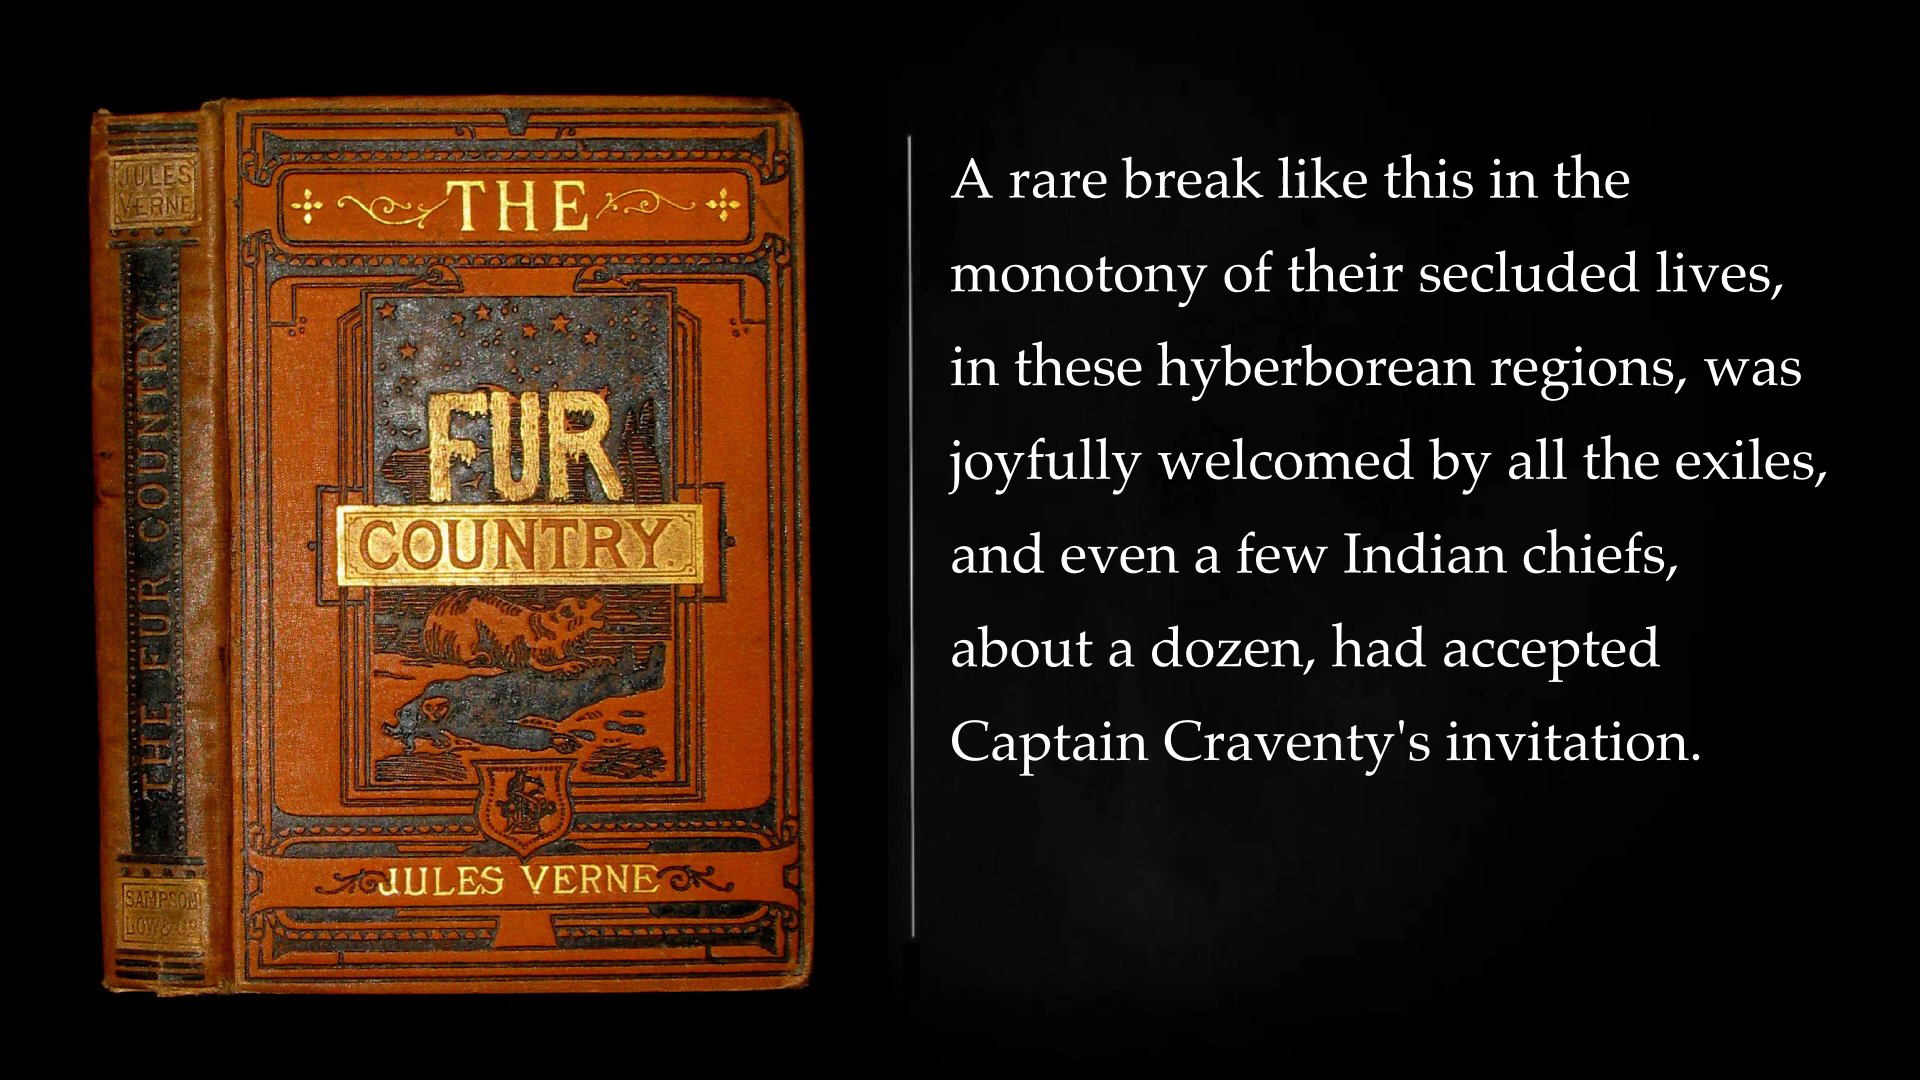 JULES
VERNE
THE FUR COUNTRY.
SAMPSON
LOW & Co
THE
FUR
COUNTRY.
JULES VERNE
A rare break like this in the
monotony of their secluded lives,
in these hyberborean regions, was
joyfully welcomed by all the exiles,
and even a few Indian chiefs,
about a dozen, had accepted
Captain Craventy's invitation.